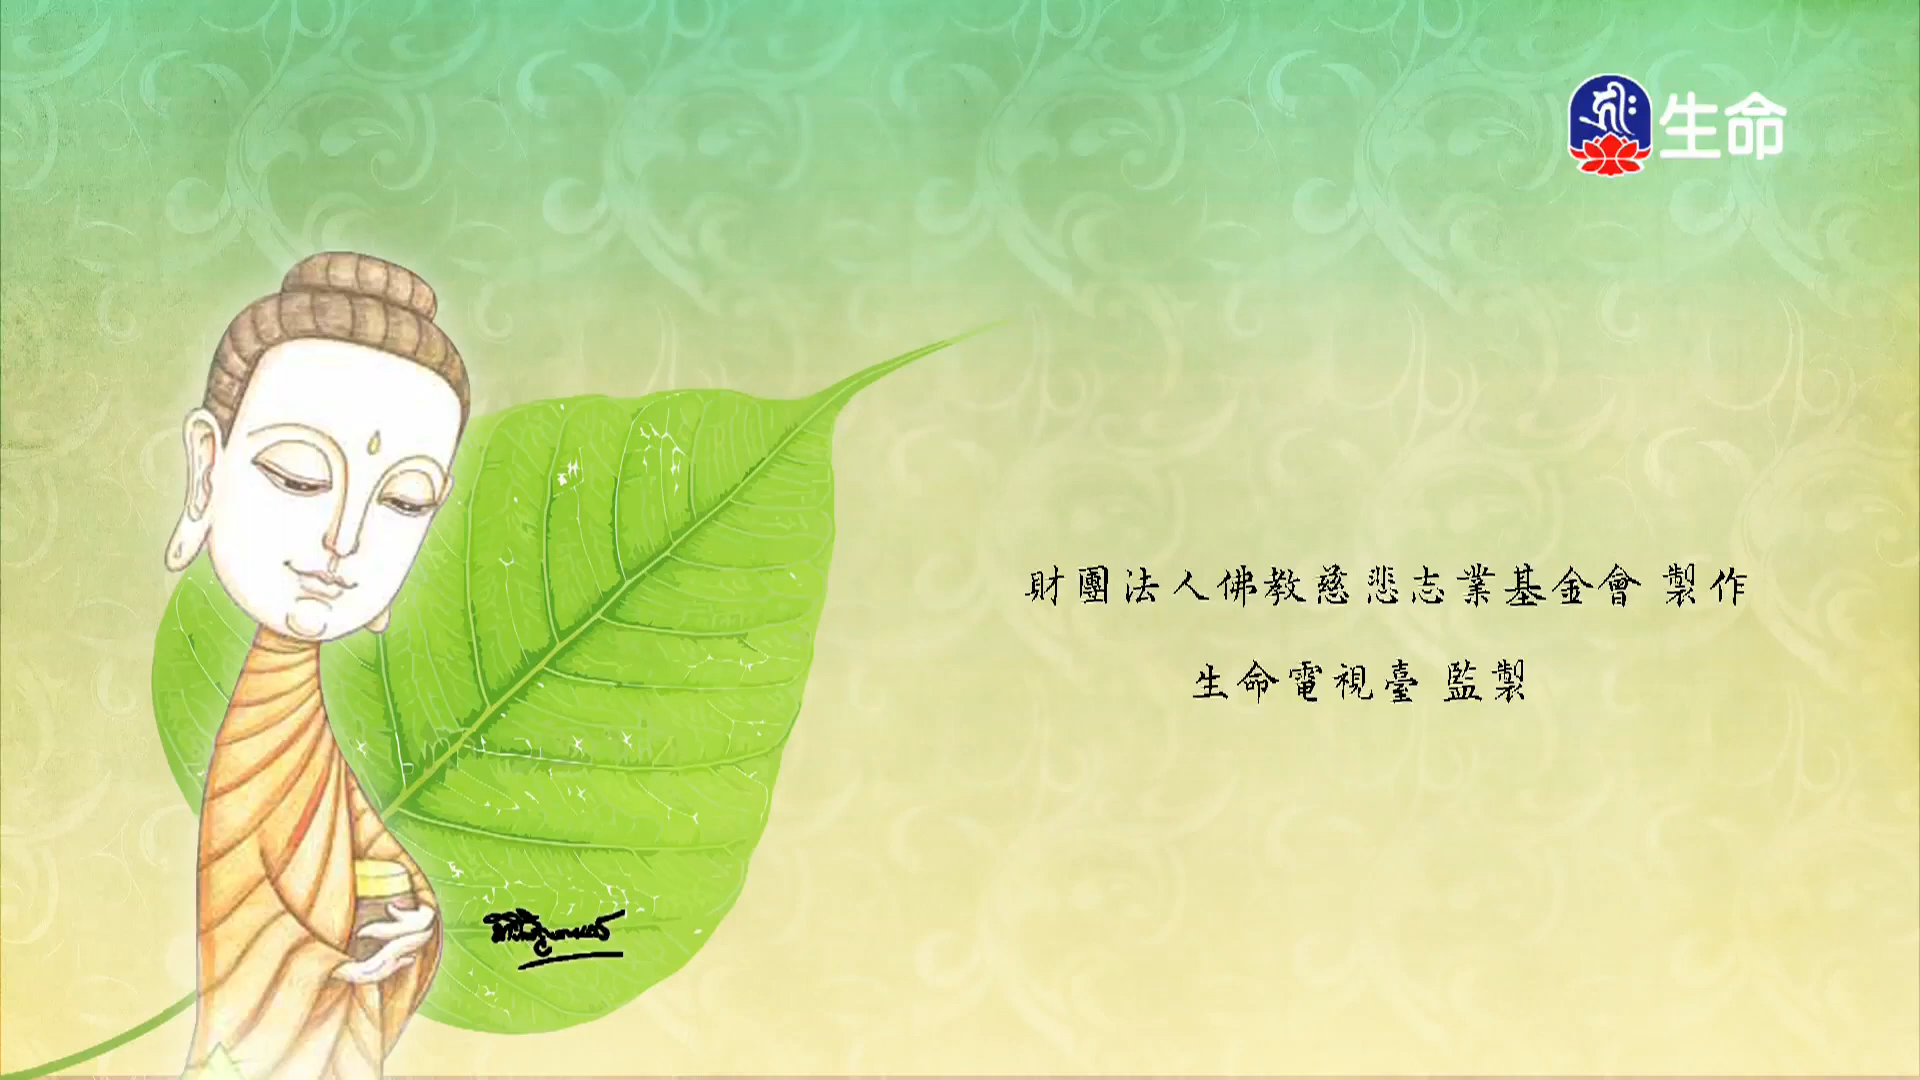 生命
財團法人佛教慈悲志業基金會 製作
生命電視臺 監製